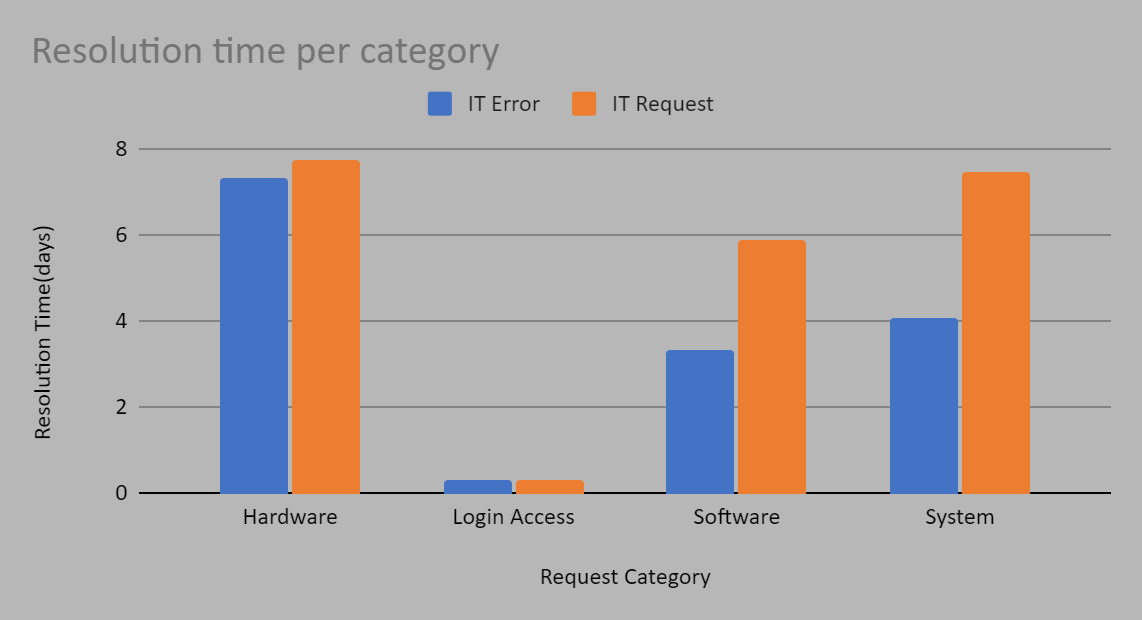 Resolution time per category
IT Error
IT Request
8
6
4
2
0
Resolution Time(days)
Hardware
Login Access
Software
System
Request Category